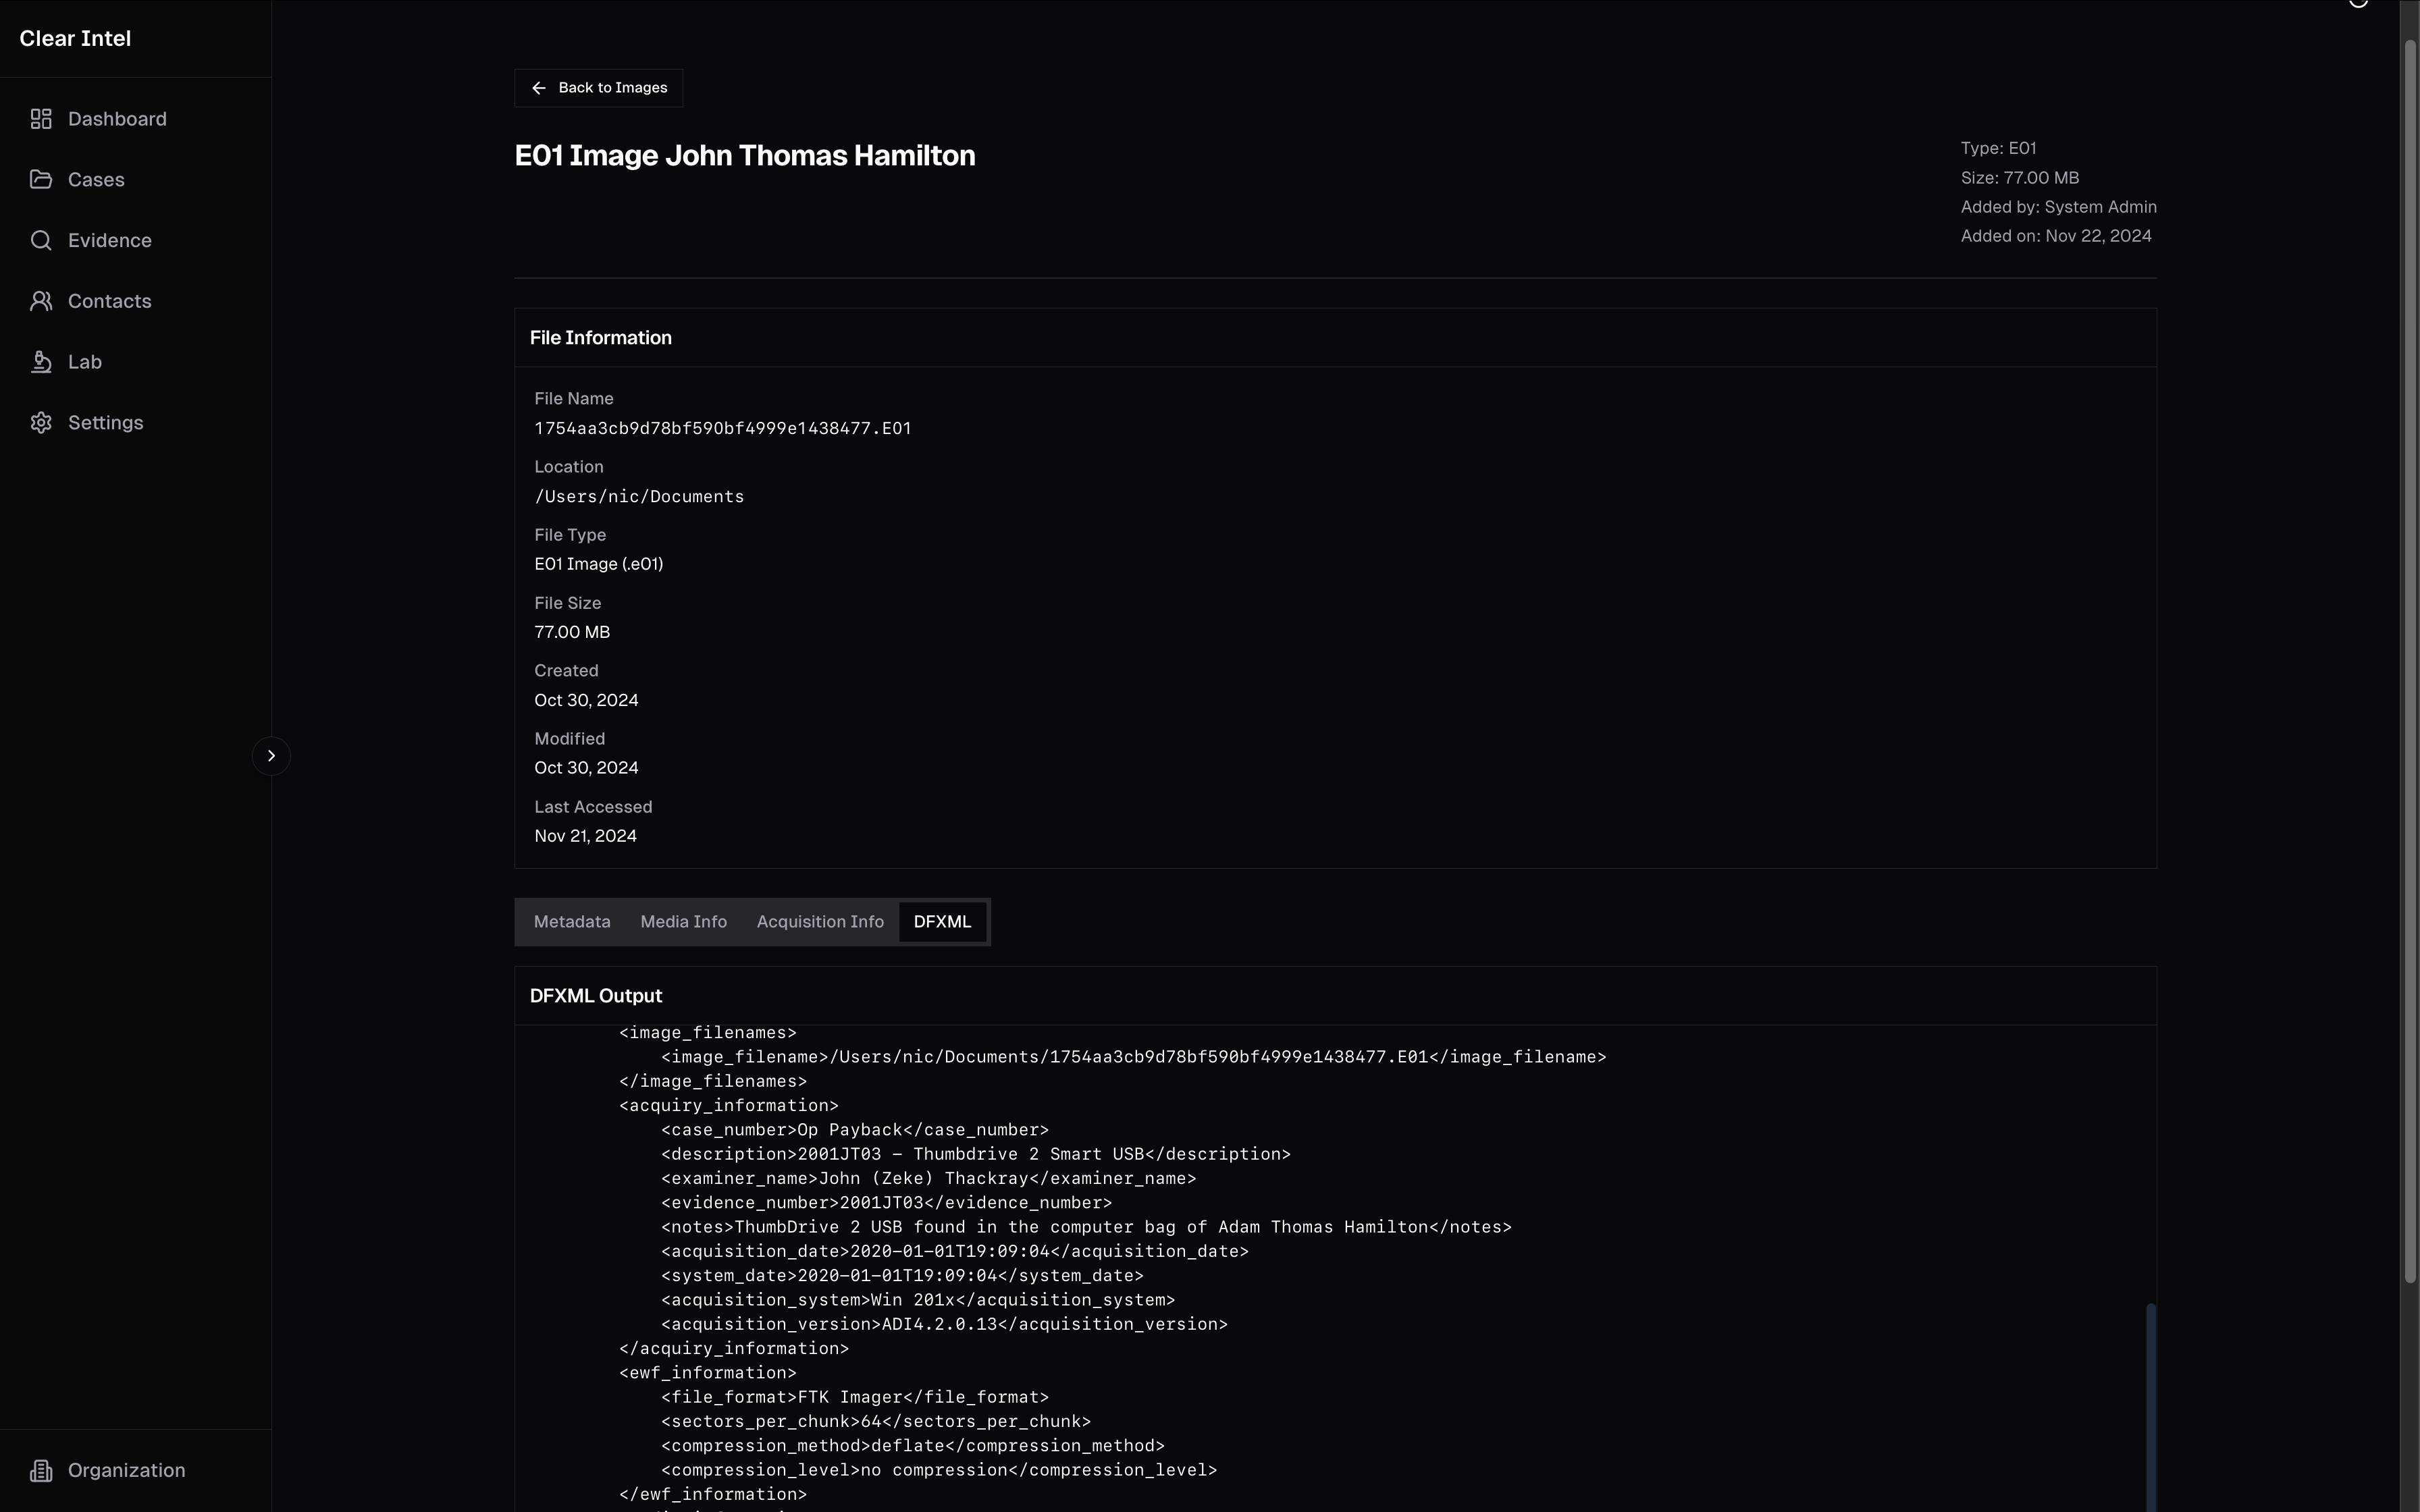 Clear Intel
Dashboard
Cases
Evidence
Contacts
Lab
Settings
Organization
Back to Images
E01 Image John Thomas Hamilton
Type: E01
Size: 77.00 MB
Added by: System Admin
Added on: Nov 22, 2024
File Information
File Name
1754aa3cb9d78bf590bf4999e1438477.E01
Location
/Users/nic/Documents
File Type
E01 Image (.e01)
File Size
77.00 MB
Created
Oct 30, 2024
Modified
Oct 30, 2024
Last Accessed
Nov 21, 2024
Metadata Media Info Acquisition Info DFXML
DFXML Output
<image_filenames>
<image_filename>/Users/nic/Documents/1754aa3cb9d78bf590bf4999e1438477.E01</image_filename>
</image_filenames>
<acquiry_information>
<case_number>Op Payback</case_number>
<description>2001JT03 – Thumbdrive 2 Smart USB</description>
<examiner_name>John (Zeke) Thackray</examiner_name>
<evidence_number>2001JT03</evidence_number>
<notes>ThumbDrive 2 USB found in the computer bag of Adam Thomas Hamilton</notes>
<acquisition_date>2020-01-01T19:09:04</acquisition_date>
<system_date>2020-01-01T19:09:04</system_date>
<acquisition_system>Win 201x</acquisition_system>
<acquisition_version>ADI4.2.0.13</acquisition_version>
</acquiry_information>
<ewf_information>
<file_format>FTK Imager</file_format>
<sectors_per_chunk>64</sectors_per_chunk>
<compression_method>deflate</compression_method>
<compression_level>no compression</compression_level>
</ewf_information>